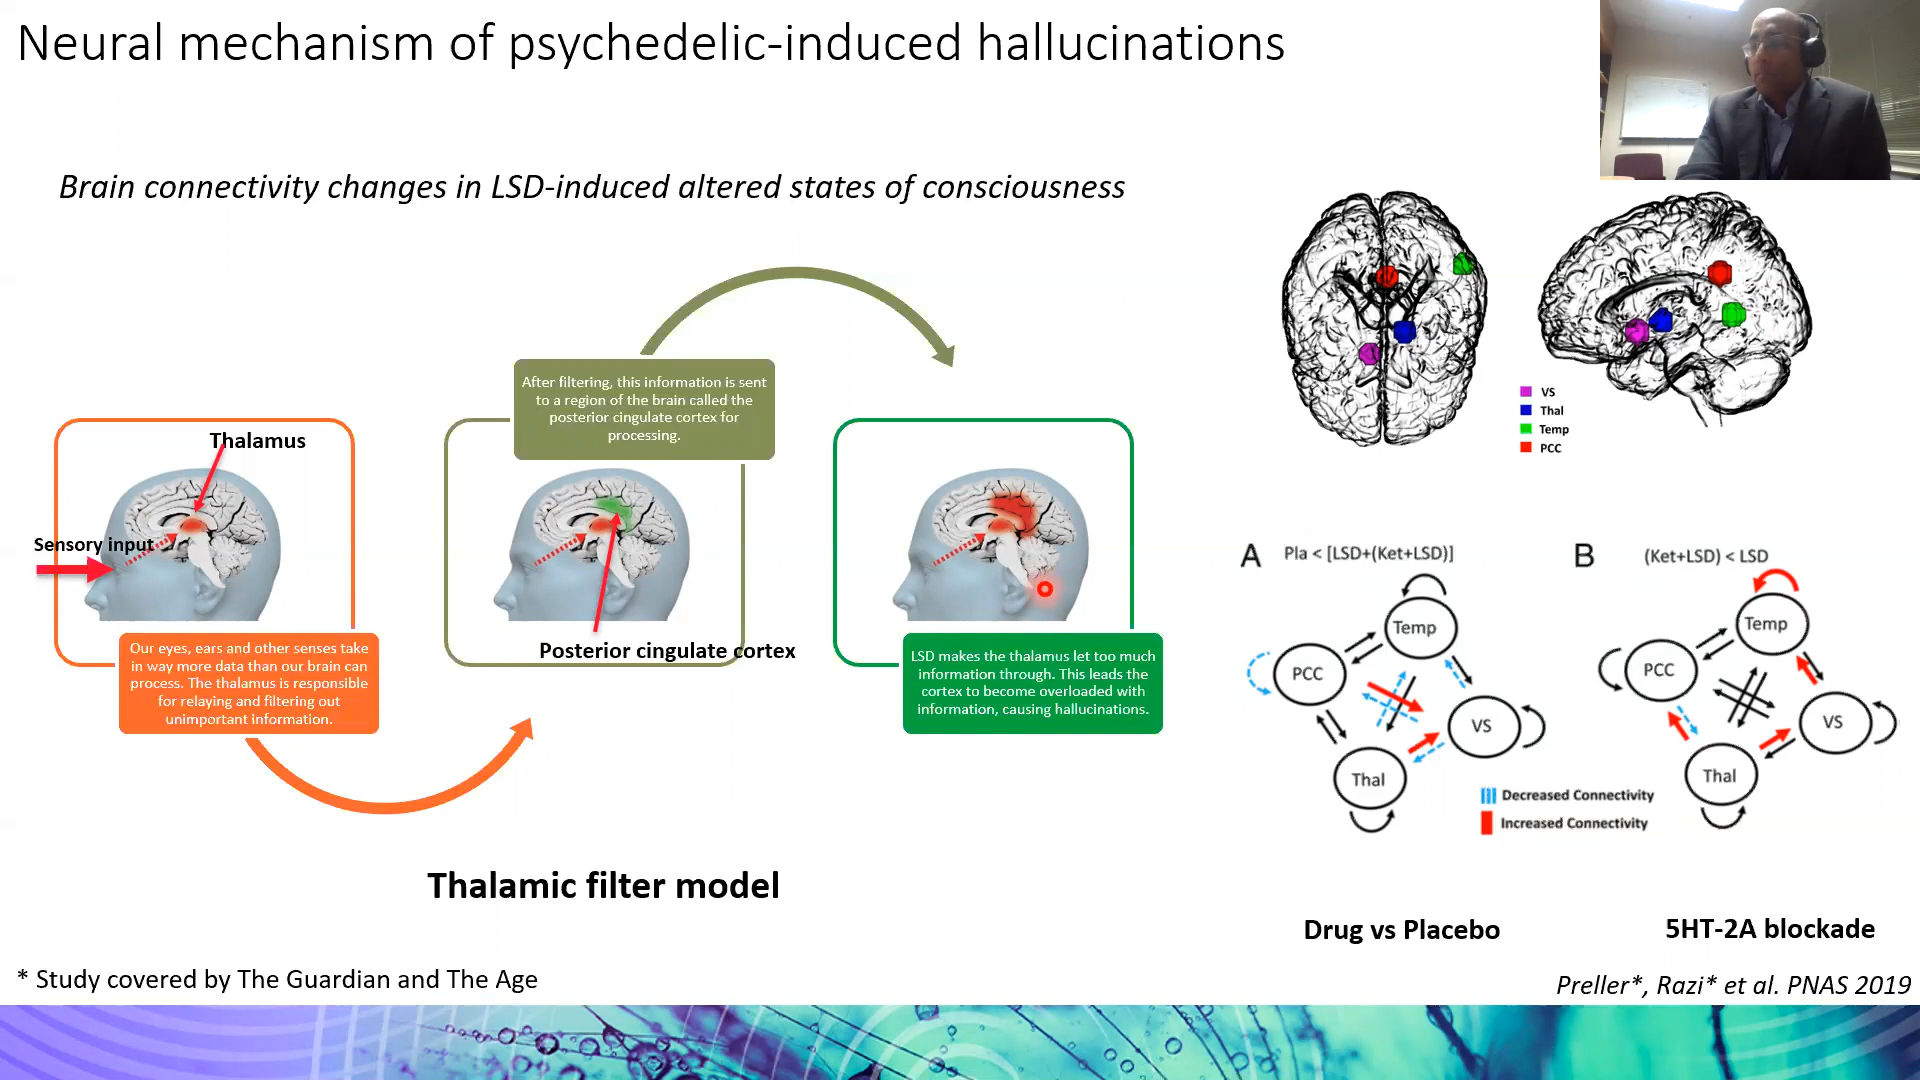 Neural mechanism of psychedelic-induced hallucinations
Brain connectivity changes in LSD-induced altered states of consciousness
Thalamus
Sensory input
Our eyes, ears and other senses take
in way more data than our brain can
process. The thalamus is responsible
for relaying and filtering out
unimportant information.
After filtering, this information is sent
to a region of the brain called the
posterior cingulate cortex for
processing.
Posterior cingulate cortex
LSD makes the thalamus let too much
information through. This leads the
cortex to become overloaded with
information, causing hallucinations.
Thalamic filter model
VS
Thal
Temp
PCC
A
Pla < [LSD+(Ket+LSD)]
Temp
PCC
VS
Thal
B
(Ket+LSD) < LSD
Temp
PCC
VS
Thal
Decreased Connectivity
Increased Connectivity
Drug vs Placebo
5HT-2A blockade
* Study covered by The Guardian and The Age
Preller*, Razi* et al. PNAS 2019